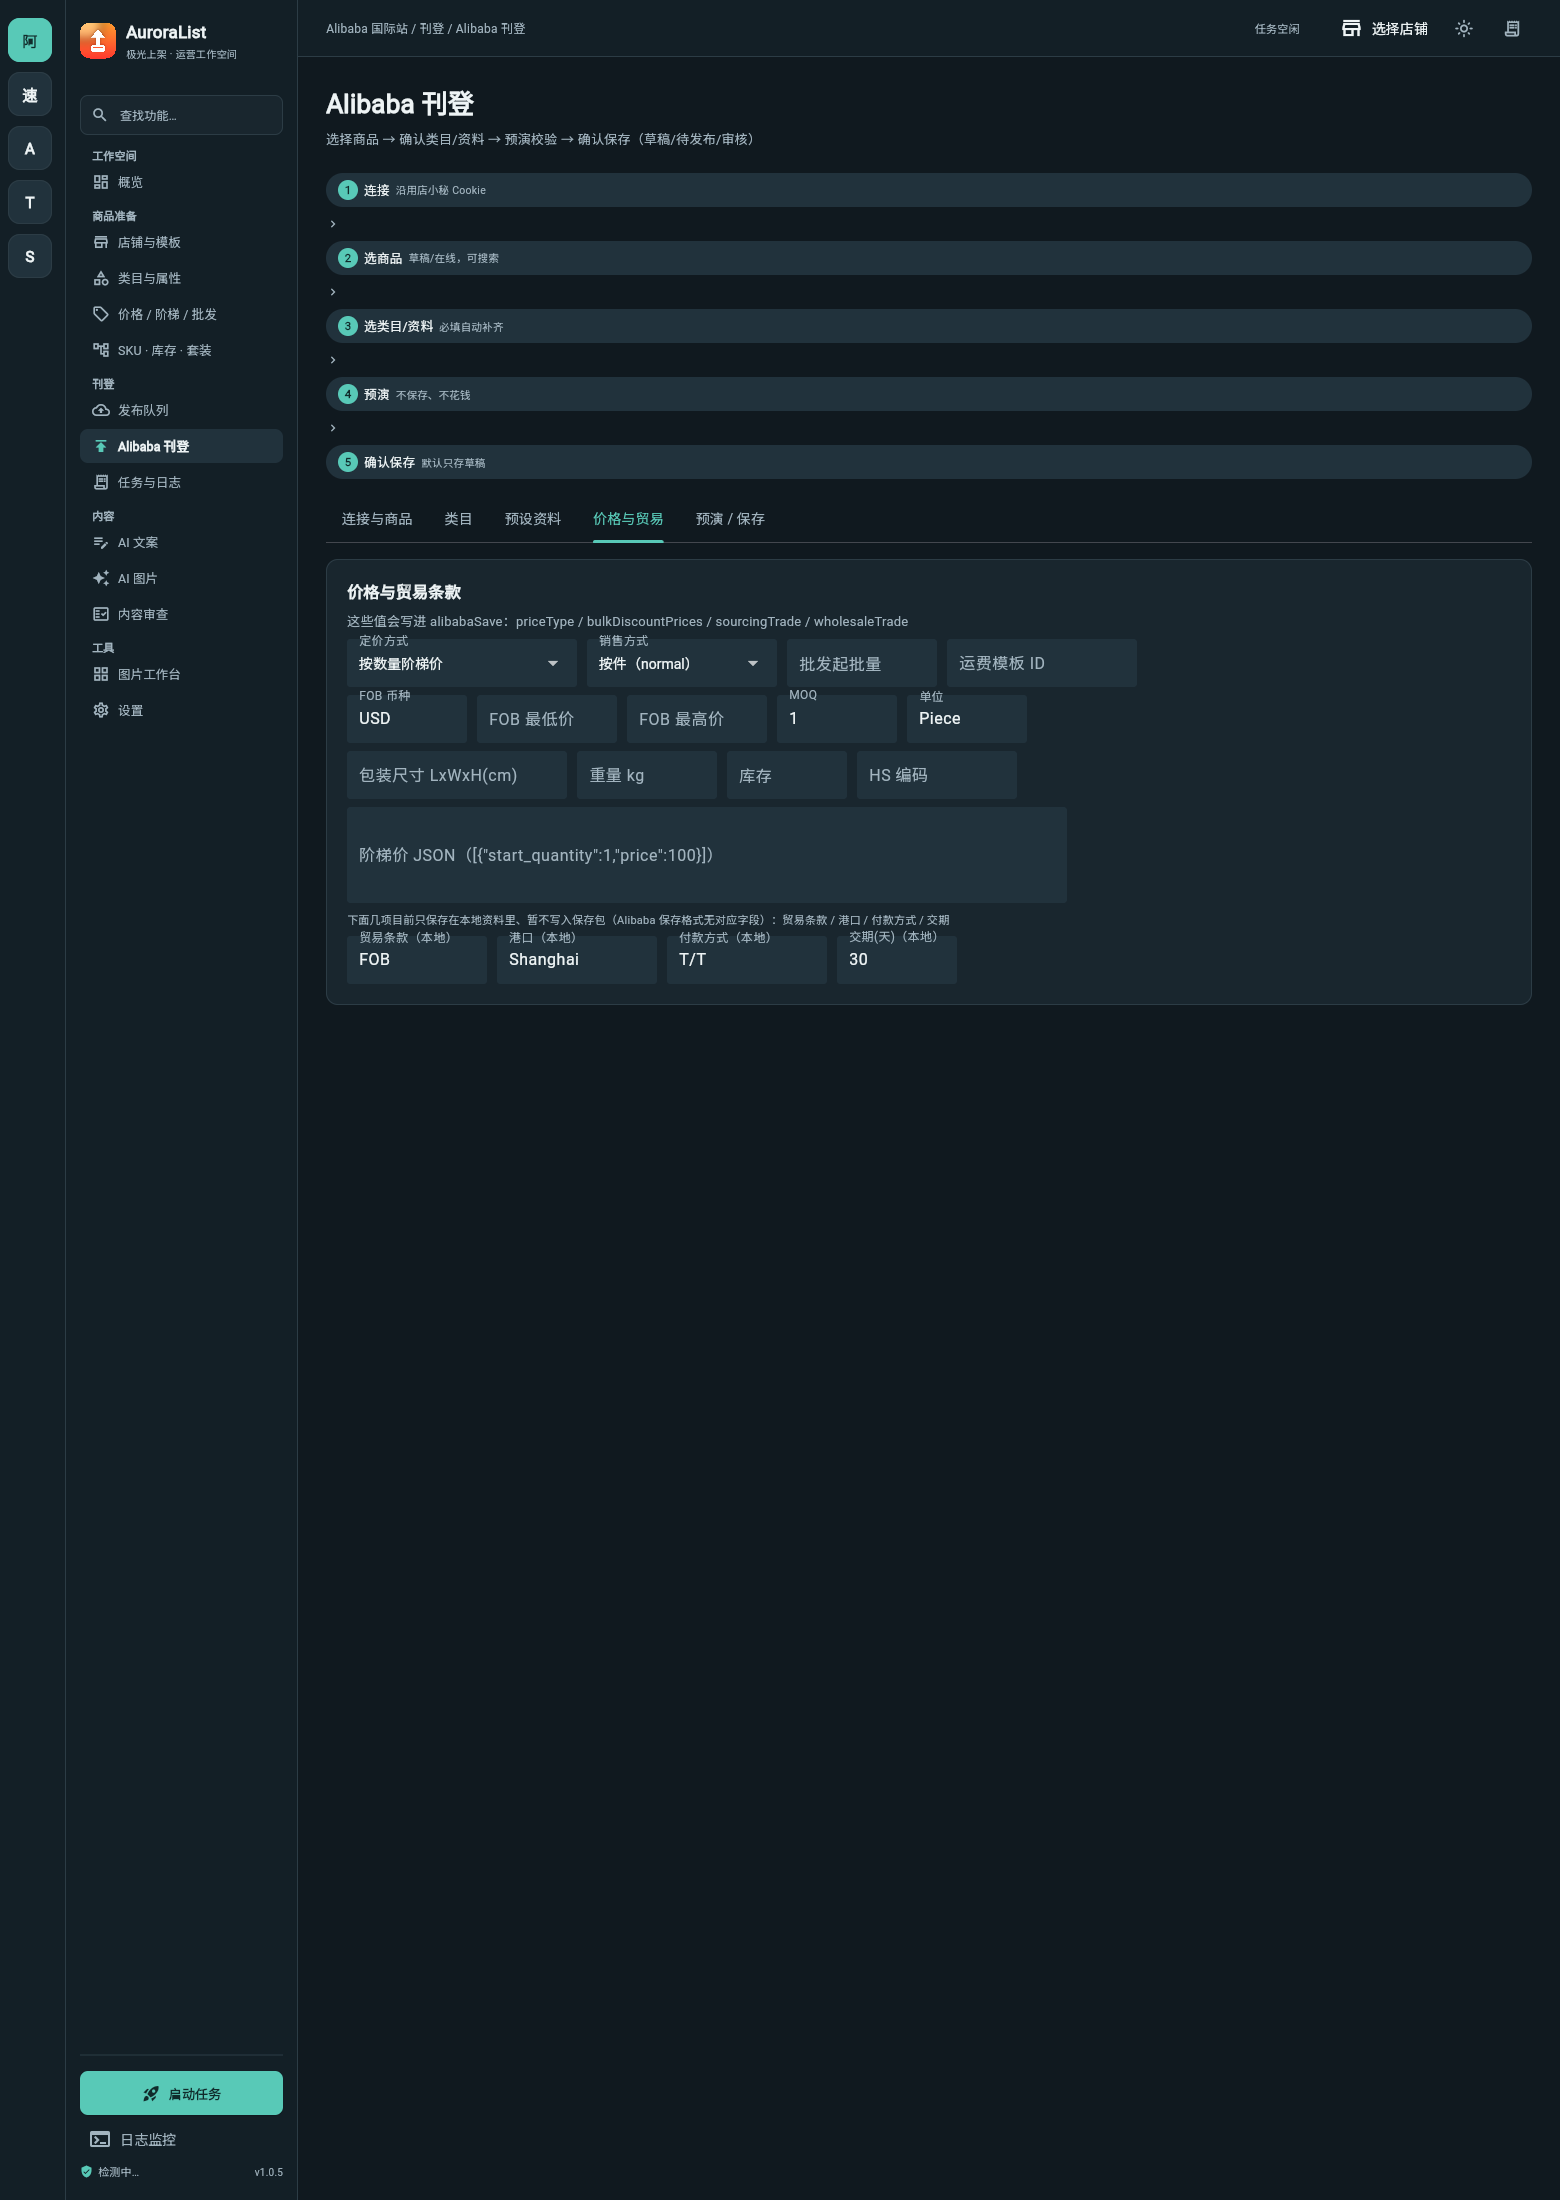 阿
速
A
T
S
AuroraList
极光上架 · 运营工作空间
查找功能...
工作空间
概览
商品准备
店铺与模板
类目与属性
价格 / 阶梯 / 批发
SKU · 库存 · 套装
刊登
发布队列
Alibaba 刊登
任务与日志
内容
AI 文案
AI 图片
内容审查
工具
图片工作台
设置
启动任务
日志监控
检测中... v1.0.5
Alibaba 国际站 / 刊登 / Alibaba 刊登
任务空闲
选择店铺
Alibaba 刊登
选择商品 → 确认类目/资料 → 预演校验 → 确认保存（草稿/待发布/审核）
1 连接 沿用店小秘 Cookie
2 选商品 草稿/在线，可搜索
3 选类目/资料 必填自动补齐
4 预演 不保存、不花钱
5 确认保存 默认只存草稿
连接与商品 类目 预设资料 价格与贸易 预演 / 保存
价格与贸易条款
这些值会写进 alibabaSave：priceType / bulkDiscountPrices / sourcingTrade / wholesaleTrade
定价方式 销售方式
按数量阶梯价 按件（normal） 批发起批量 运费模板 ID
FOB 币种 MOQ 单位
USD FOB 最低价 FOB 最高价 1 Piece
包装尺寸 LxWxH(cm) 重量 kg 库存 HS 编码
阶梯价 JSON（[{"start_quantity":1,"price":100}]）
下面几项目前只保存在本地资料里、暂不写入保存包（Alibaba 保存格式无对应字段）：贸易条款 / 港口 / 付款方式 / 交期
贸易条款（本地） 港口（本地） 付款方式（本地） 交期(天)（本地）
FOB Shanghai T/T 30